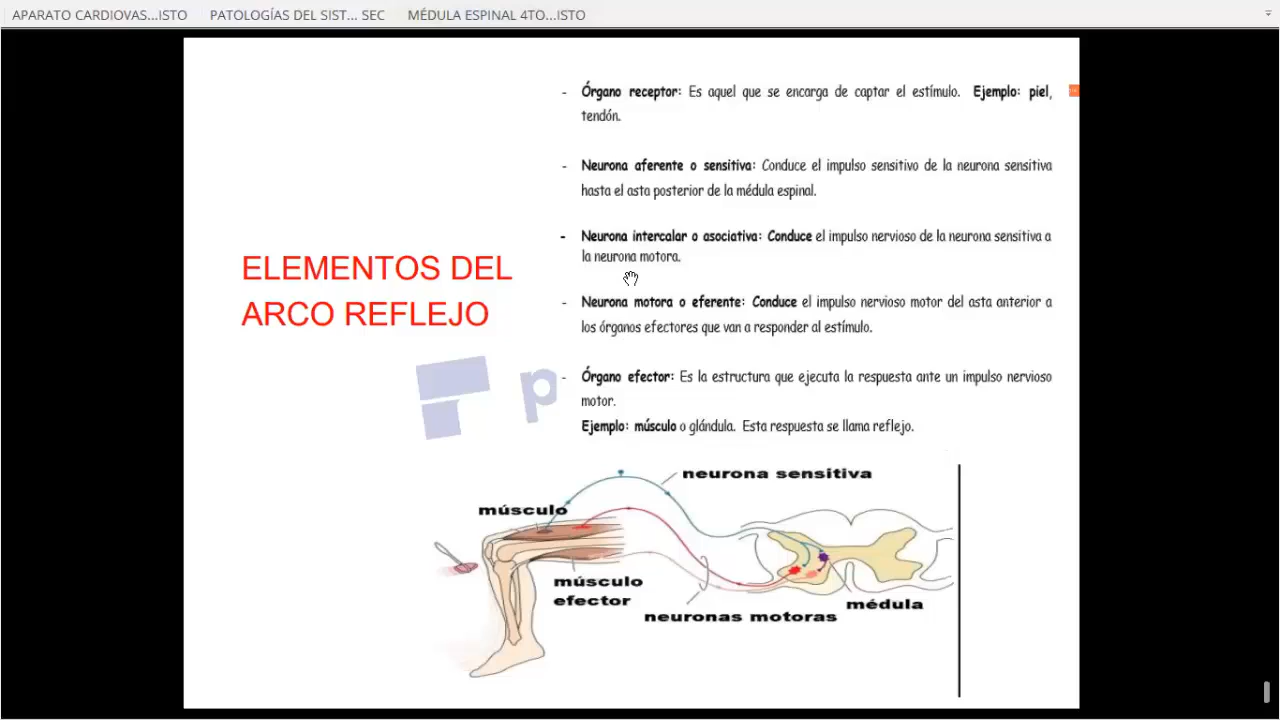 APARATO CARDIOVAS...ISTO PATOLOGÍAS DEL SIST... SEC MÉDULA ESPINAL 4TO...ISTO
ELEMENTOS DEL
ARCO REFLEJO
- Órgano receptor: Es aquel que se encarga de captar el estímulo. Ejemplo: piel,
tendón.
- Neurona aferente o sensitiva: Conduce el impulso sensitivo de la neurona sensitiva
hasta el asta posterior de la médula espinal.
- Neurona intercalar o asociativa: Conduce el impulso nervioso de la neurona sensitiva a
la neurona motora.
- Neurona motora o eferente: Conduce el impulso nervioso motor del asta anterior a
los órganos efectores que van a responder al estímulo.
- Órgano efector: Es la estructura que ejecuta la respuesta ante un impulso nervioso
motor.
Ejemplo: músculo o glándula. Esta respuesta se llama reflejo.
p
neurona sensitiva
músculo
músculo
efector
neuronas motoras
médula